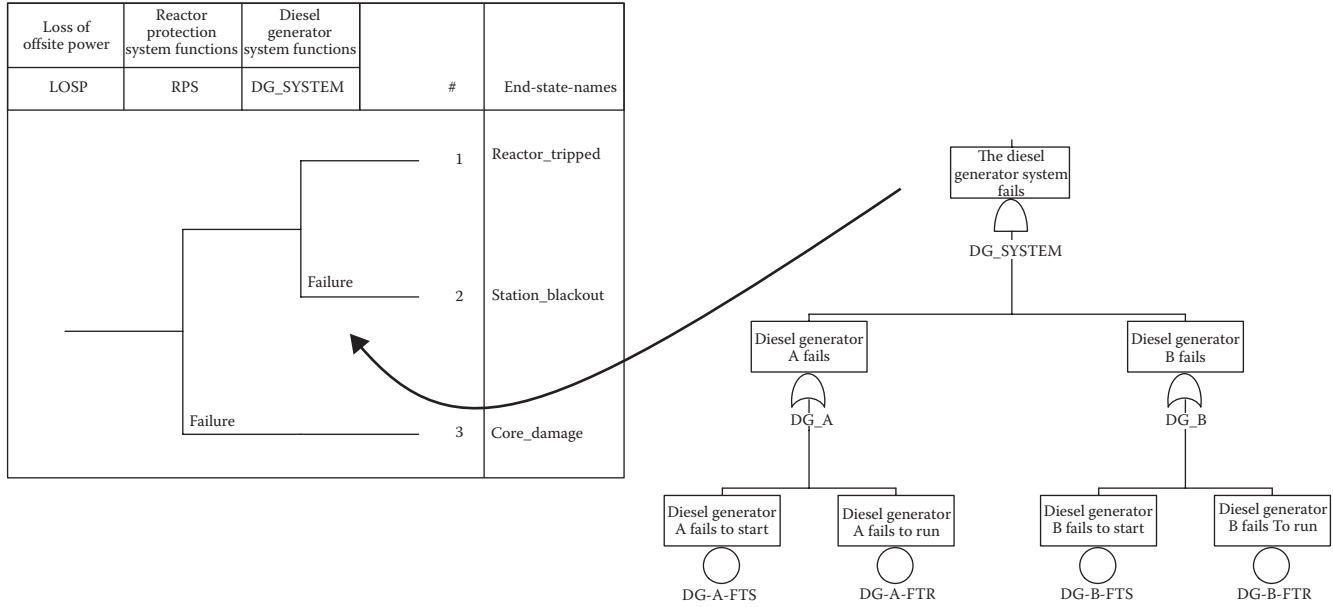 Loss of
offsite power
Reactor
protection
system functions
Diesel
generator
system functions
LOSP
RPS
DG_SYSTEM
#
End-state-names
1
Reactor_tripped
Failure
2
Station_blackout
Failure
3
Core_damage
The diesel
generator system
fails
DG_SYSTEM
Diesel generator
A fails
DG_A
Diesel generator
B fails
DG_B
Diesel generator
A fails to start
DG-A-FTS
Diesel generator
A fails to run
DG-A-FTR
Diesel generator
B fails to start
DG-B-FTS
Diesel generator
B fails To run
DG-B-FTR